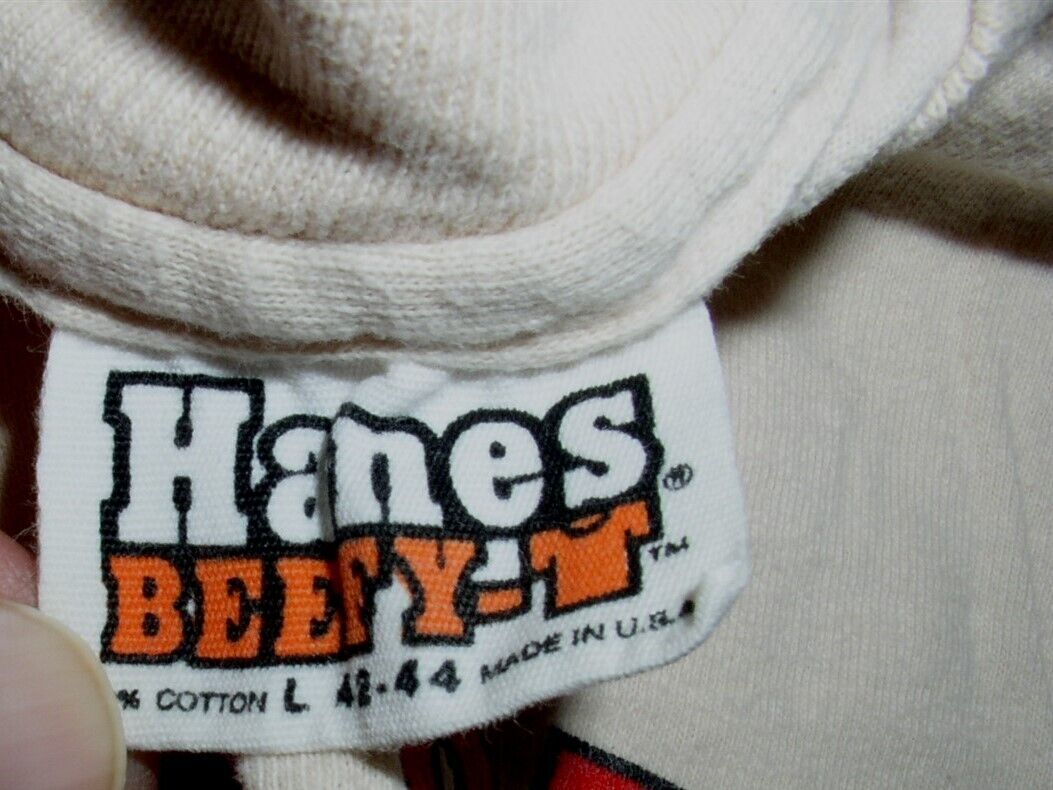 Hanes®
BEEFY-T™
% COTTON L 42-44 MADE IN U.S.A